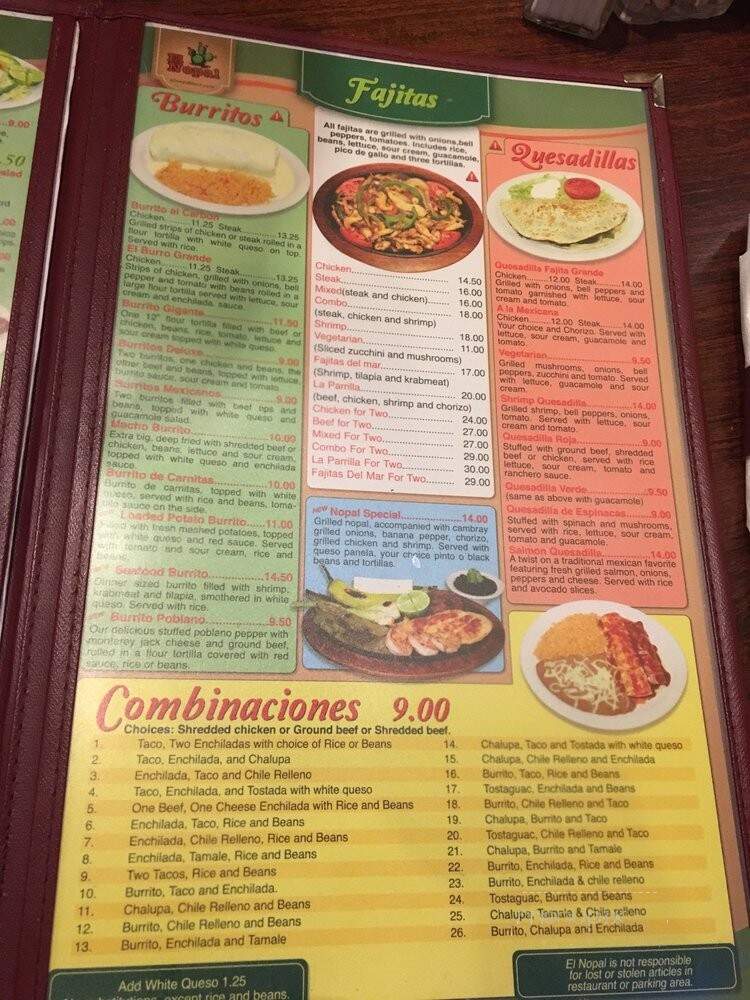 9.00
.50
salad
El
Nopal
Fajitas
Burritos
Burrito al Carbon
Chicken..........11.25 Steak..............13.25
Grilled strips of chicken or steak rolled in a
flour tortilla with white queso on top.
Served with rice.
El Burro Grande
Chicken..........11.25 Steak..............13.25
Strips of chicken, grilled with onions, bell
pepper and tomato with beans rolled in a
large flour tortilla served with lettuce, sour
cream and enchilada, sauce.
Burrito Gigante..............................11.50
One 12" flour tortilla filled with beef or
chicken, beans, rice, tomato, lettuce and
sour cream topped with white queso.
Burritos Deluxe...............................9.00
Two burritos, one chicken and beans, the
other beef and beans, topped with lettuce,
burrito sauce, sour cream and tomato
Burritos Mexicanos..........................9.00
Two burritos filled with beef tips and
beans, topped with white queso and
guacamole salad.
Macho Burrito...............................10.00
Extra big, deep fried with shredded beef or
chicken, beans, lettuce and sour cream,
topped with white queso and enchilada
sauce.
Burrito de Carnitas........................10.00
Burrito de carnitas, topped with white
queso, served with rice and beans, toma-
tillo sauce on the side.
Loaded Potato Burrito....................11.00
filled with fresh mashed potatoes, topped
with white queso and red sauce. Served
with tomato and sour cream, rice and
beans.
Seafood Burrito.............................14.50
Dinner sized burrito filled with shrimp,
krabmeat and tilapia, smothered in white
queso. Served with rice.
NEW Burrito Poblano........................9.50
Our delicious stuffed poblano pepper with
monterey jack cheese and ground beef,
rolled in a flour tortilla covered with red
sauce, rice or beans.
All fajitas are grilled with onions, bell
peppers, tomatoes. Includes rice,
beans, lettuce, sour cream, guacamole,
pico de gallo and three tortillas.
Chicken........................................14.50
Steak............................................16.00
Mixed(steak and chicken)...............16.00
Combo..........................................18.00
(steak, chicken and shrimp)
Shrimp..........................................18.00
Vegetarian.....................................11.00
(Sliced zucchini and mushrooms)
Fajitas del mar...............................17.00
(Shrimp, tilapia and krabmeat)
La Parrilla......................................20.00
(beef, chicken, shrimp and chorizo)
Chicken for Two..............................24.00
Beef for Two...................................27.00
Mixed For Two................................27.00
Combo For Two..............................29.00
La Parrilla For Two..........................30.00
Fajitas Del Mar For Two...................29.00
NEW Nopal Special..........................14.00
Grilled nopal, accompanied with cambray
grilled onions, banana pepper, chorizo,
grilled chicken and shrimp. Served with
queso panela, your choice pinto o black
beans and tortillas.
Quesadillas
Quesadilla Fajita Grande
Chicken..........12.00 Steak..........14.00
Grilled with onions, bell peppers and
tomato garnished with lettuce, sour
cream and tomato.
A la Mexicana
Chicken..........12.00 Steak..........14.00
Your choice and Chorizo. Served with
lettuce, sour cream, guacamole and
tomato.
Vegetarian....................................9.50
Grilled mushrooms, onions, bell
peppers, zucchini and tomato. Served
with lettuce, guacamole and sour
cream.
Shrimp Quesadilla......................14.00
Grilled shrimp, bell peppers, onions,
tomato. Served with lettuce, sour
cream and tomato.
Quesadilla Roja............................9.00
Stuffed with ground beef, shredded
beef or chicken, served with rice
lettuce, sour cream, tomato and
ranchero sauce.
Quesadilla Verde..........................9.50
(same as above with guacamole)
Quesadilla de Espinacas..............9.00
Stuffed with spinach and mushrooms,
served with rice, lettuce, sour cream,
tomato and guacamole.
Salmon Quesadilla......................14.00
A twist on a traditional mexican favorite
featuring fresh grilled salmon, onions,
peppers and cheese. Served with rice
and avocado slices.
Combinaciones 9.00
Choices: Shredded chicken or Ground beef or Shredded beef.
1. Taco, Two Enchiladas with choice of Rice or Beans
2. Taco, Enchilada, and Chalupa
3. Enchilada, Taco and Chile Relleno
4. Taco, Enchilada, and Tostada with white queso
5. One Beef, One Cheese Enchilada with Rice and Beans
6. Enchilada, Taco, Rice and Beans
7. Enchilada, Chile Relleno, Rice and Beans
8. Enchilada, Tamale, Rice and Beans
9. Two Tacos, Rice and Beans
10. Burrito, Taco and Enchilada.
11. Chalupa, Chile Relleno and Beans
12. Burrito, Chile Relleno and Beans
13. Burrito, Enchilada and Tamale
14. Chalupa, Taco and Tostada with white queso
15. Chalupa, Chile Relleno and Enchilada
16. Burrito, Taco, Rice and Beans
17. Tostaguac, Enchilada and Beans
18. Burrito, Chile Relleno and Taco
19. Chalupa, Burrito and Taco
20. Tostaguac, Chile Relleno and Taco
21. Chalupa, Burrito and Tamale
22. Burrito, Enchilada, Rice and Beans
23. Burrito, Enchilada & chile relleno
24. Tostaguac, Burrito and Beans
25. Chalupa, Tamale & Chile relleno
26. Burrito, Chalupa and Enchilada
Add White Queso 1.25
except rice and beans.
El Nopal is not responsible
for lost or stolen articles in
restaurant or parking area.